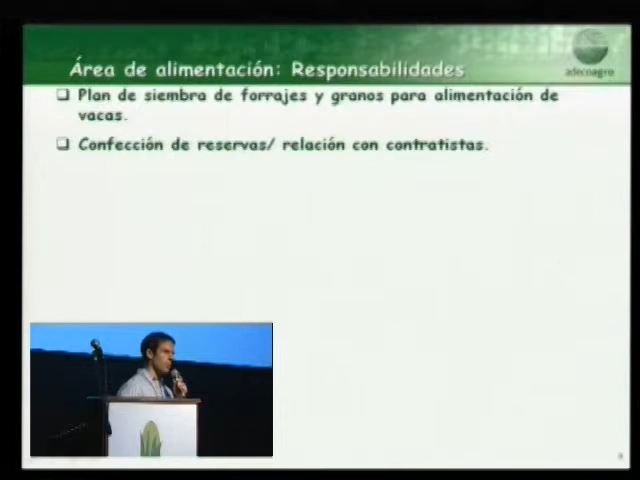 Área de alimentación: Responsabilidades
adecoagro
❑ Plan de siembra de forrajes y granos para alimentación de
vacas.
❑ Confección de reservas/ relación con contratistas.